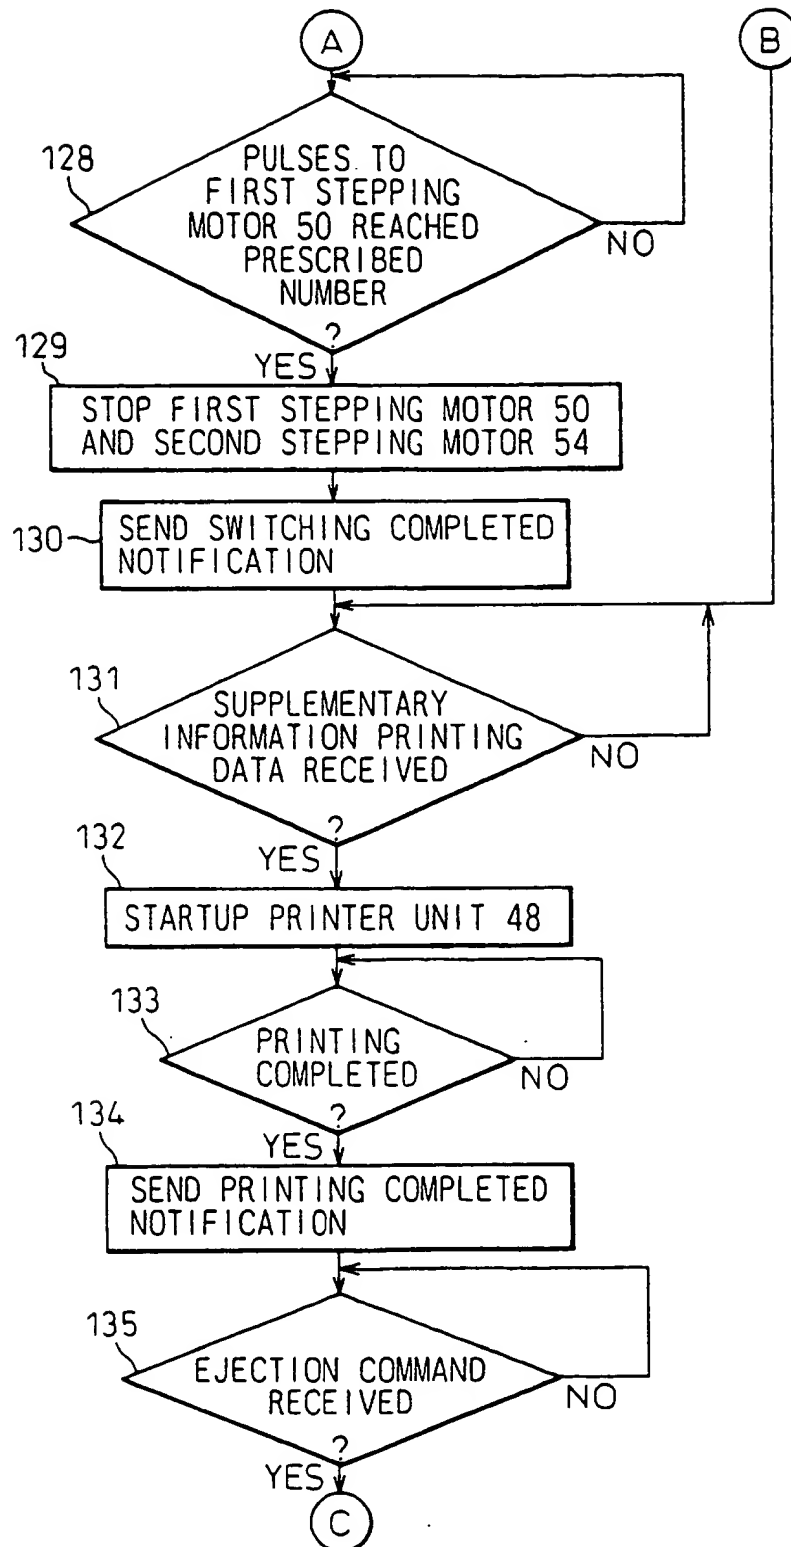 A
B
128
PULSES TO
FIRST STEPPING
MOTOR 50 REACHED
PRESCRIBED
NUMBER
?
NO
YES
129
STOP FIRST STEPPING MOTOR 50
AND SECOND STEPPING MOTOR 54
130
SEND SWITCHING COMPLETED
NOTIFICATION
131
SUPPLEMENTARY
INFORMATION PRINTING
DATA RECEIVED
?
NO
YES
132
STARTUP PRINTER UNIT 48
133
PRINTING
COMPLETED
?
NO
YES
134
SEND PRINTING COMPLETED
NOTIFICATION
135
EJECTION COMMAND
RECEIVED
?
NO
YES
C